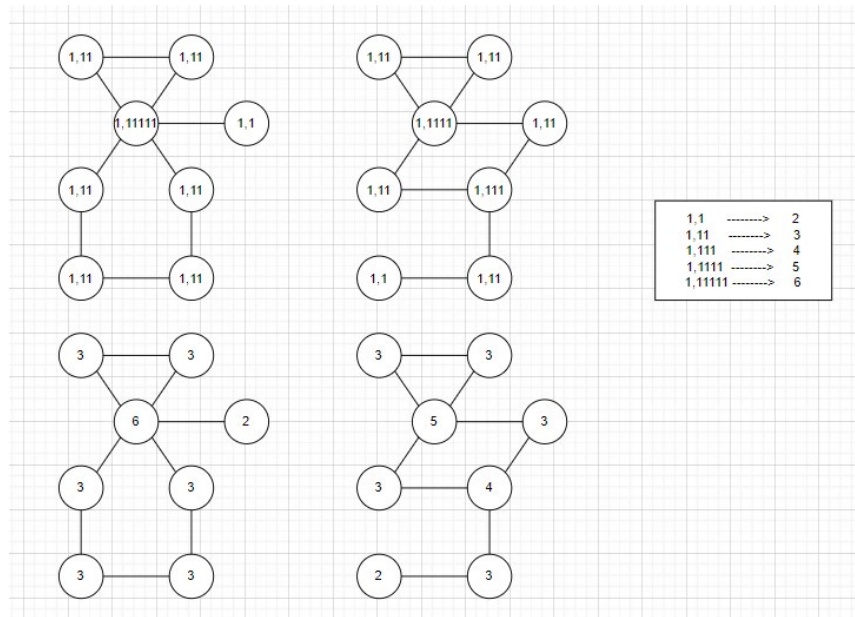 1,11 1,11 1,11 1,11
1,11111 1,1 1,1111 1,11
1,11 1,11 1,11 1,111
1,11 1,11 1,1 1,11
1,1 --------> 2
1,11 --------> 3
1,111 --------> 4
1,1111 --------> 5
1,11111 --------> 6
3 3 3 3
6 2 5 3
3 3 3 4
3 3 2 3